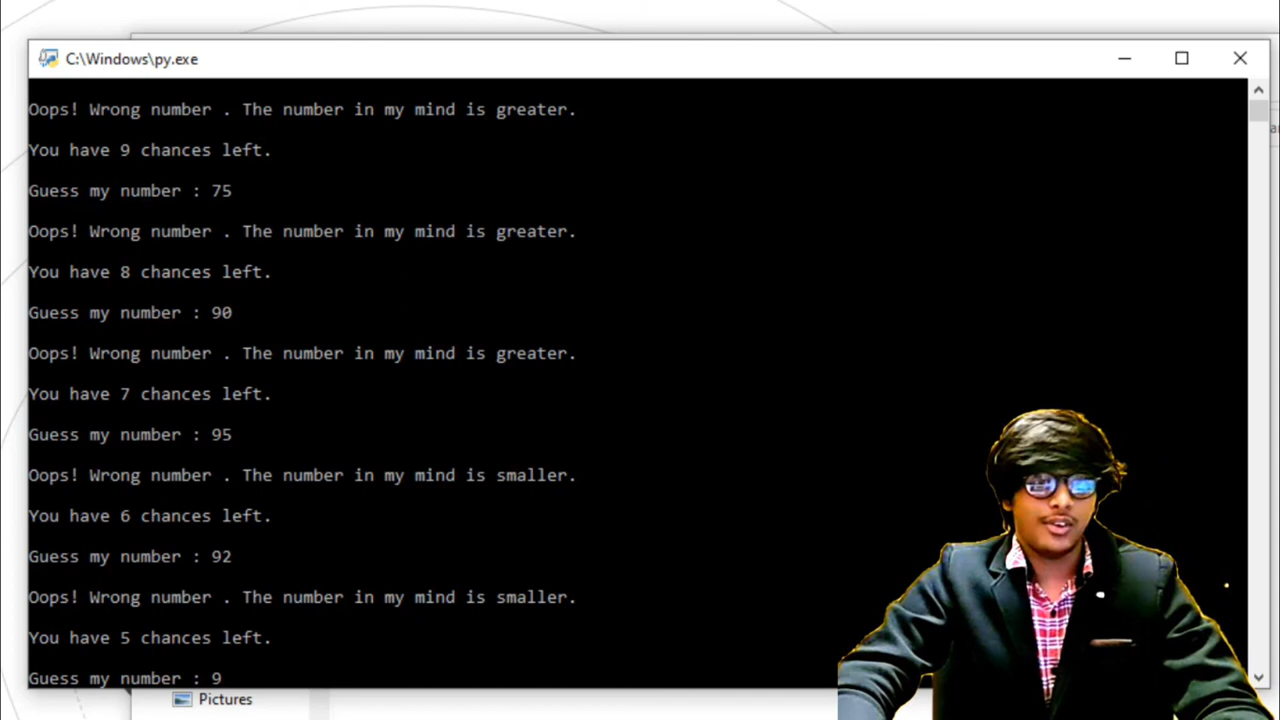 C:\Windows\py.exe
Oops! Wrong number . The number in my mind is greater.
You have 9 chances left.
Guess my number : 75
Oops! Wrong number . The number in my mind is greater.
You have 8 chances left.
Guess my number : 90
Oops! Wrong number . The number in my mind is greater.
You have 7 chances left.
Guess my number : 95
Oops! Wrong number . The number in my mind is smaller.
You have 6 chances left.
Guess my number : 92
Oops! Wrong number . The number in my mind is smaller.
You have 5 chances left.
Guess my number : 9
Pictures